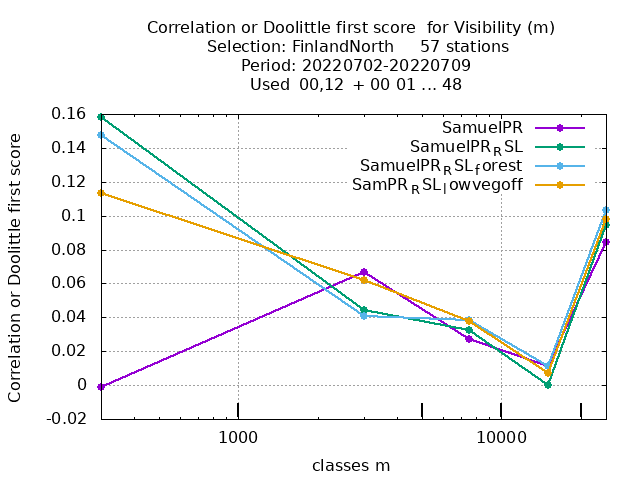 Correlation or Doolittle first score  for Visibility (m)
Selection: FinlandNorth     57 stations
Period: 20220702-20220709
Used  00,12  + 00 01 ... 48
Correlation or Doolittle first score
0.16
0.14
0.12
0.1
0.08
0.06
0.04
0.02
0
-0.02
SamuelPR
SamuelPR_RSL
SamuelPR_RSL_forest
SamPR_RSL_lowvegoff
1000
10000
classes m